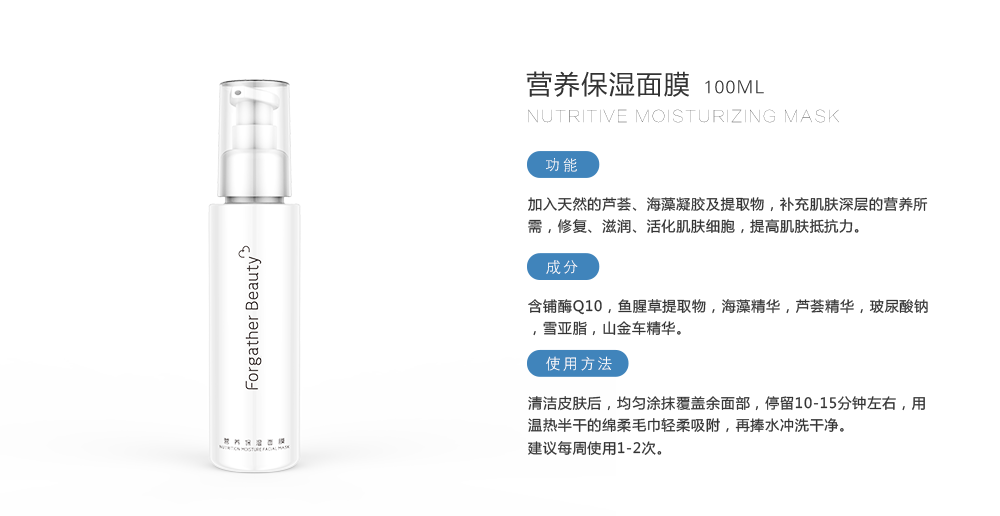 营养保湿面膜 100ML
NUTRITIVE MOISTURIZING MASK
功能
加入天然的芦荟、海藻凝胶及提取物，补充肌肤深层的营养所
需，修复、滋润、活化肌肤细胞，提高肌肤抵抗力。
成分
含铺酶Q10，鱼腥草提取物，海藻精华，芦荟精华，玻尿酸钠
，雪亚脂，山金车精华。
使用方法
清洁皮肤后，均匀涂抹覆盖余面部，停留10-15分钟左右，用
温热半干的绵柔毛巾轻柔吸附，再捧水冲洗干净。
建议每周使用1-2次。
Forgather Beauty
营养保湿面膜
NUTRITION MOISTURE FACIAL MASK